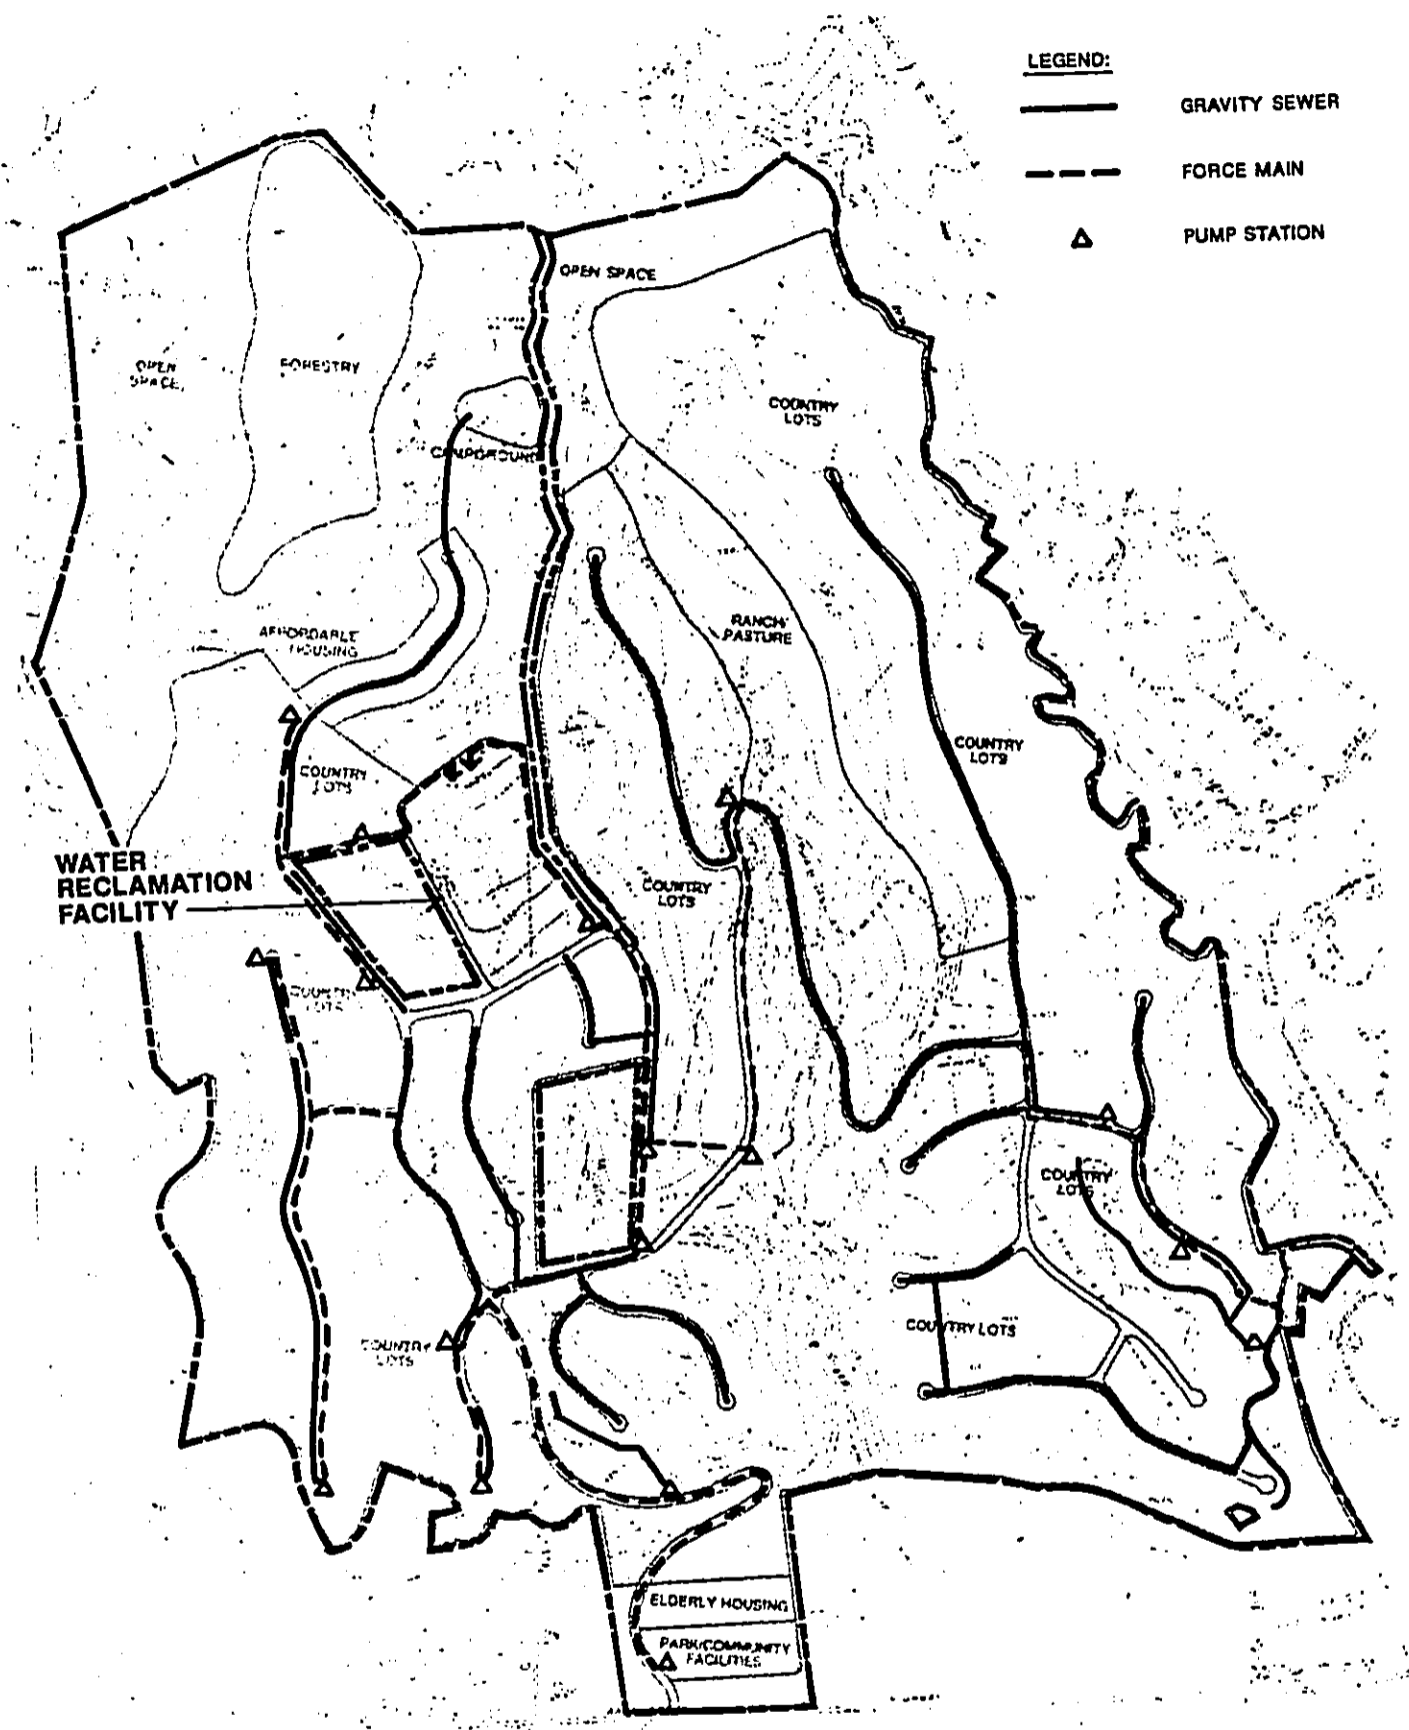 LEGEND:
GRAVITY SEWER
FORCE MAIN
PUMP STATION
OPEN SPACE
OPEN
SPACE
FORESTRY
COUNTRY
LOTS
CAMPGROUND
RANCH/
PASTURE
AFFORDABLE
HOUSING
COUNTRY
LOTS
COUNTRY
LOTS
WATER
RECLAMATION
FACILITY
COUNTRY
LOTS
COUNTRY
LOTS
COUNTRY
LOTS
COUNTRY LOTS
COUNTRY
LOTS
ELDERLY HOUSING
PARK/COMMUNITY
FACILITIES